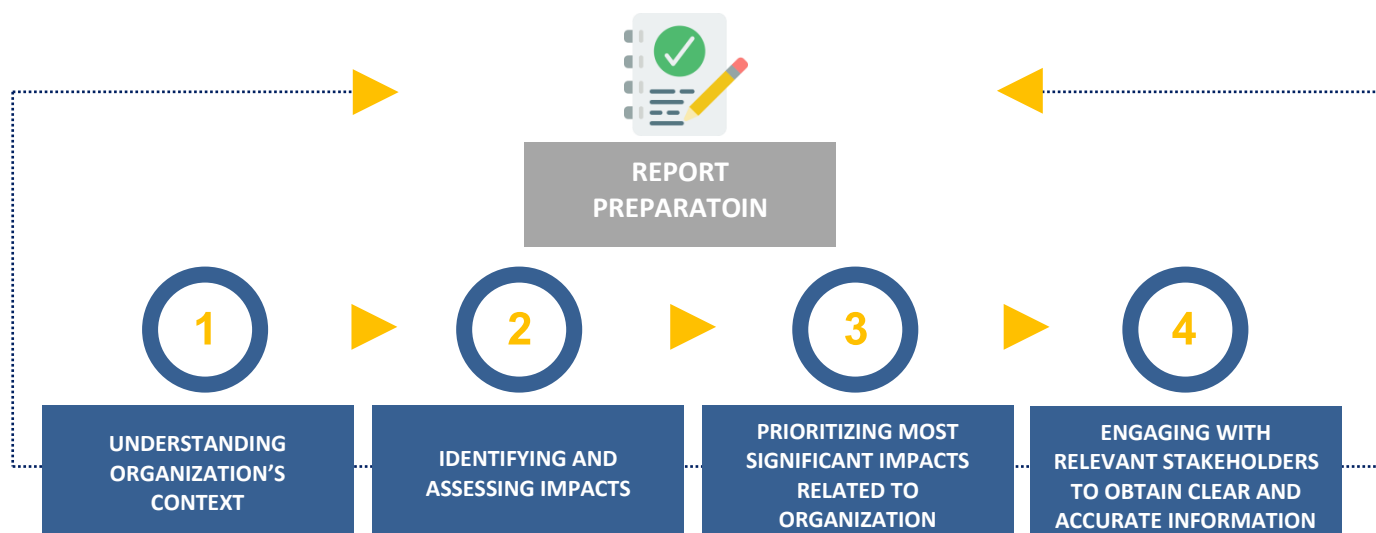 REPORT
PREPARATOIN
1
2
3
4
UNDERSTANDING
ORGANIZATION’S
CONTEXT
IDENTIFYING AND
ASSESSING IMPACTS
PRIORITIZING MOST
SIGNIFICANT IMPACTS
RELATED TO
ORGANIZATION
ENGAGING WITH
RELEVANT STAKEHOLDERS
TO OBTAIN CLEAR AND
ACCURATE INFORMATION